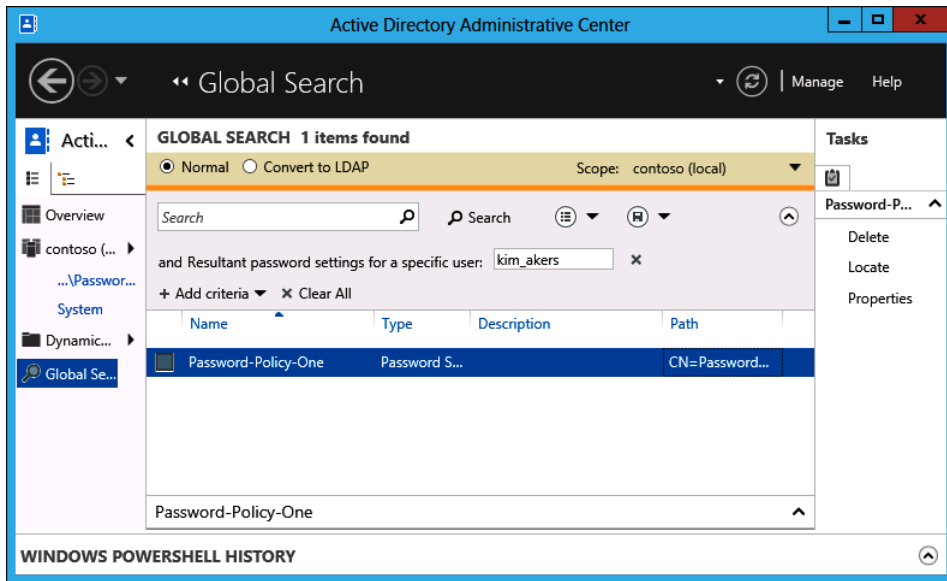 Active Directory Administrative Center
Global Search
Manage Help
Acti...
Overview
contoso (...
...\Passwor...
System
Dynamic...
Global Se...
GLOBAL SEARCH 1 items found
Normal Convert to LDAP Scope: contoso (local)
Search Search
and Resultant password settings for a specific user: kim_akers
+ Add criteria Clear All
Name Type Description Path
Password-Policy-One Password S... CN=Password...
Password-Policy-One
Tasks
Password-P...
Delete
Locate
Properties
WINDOWS POWERSHELL HISTORY